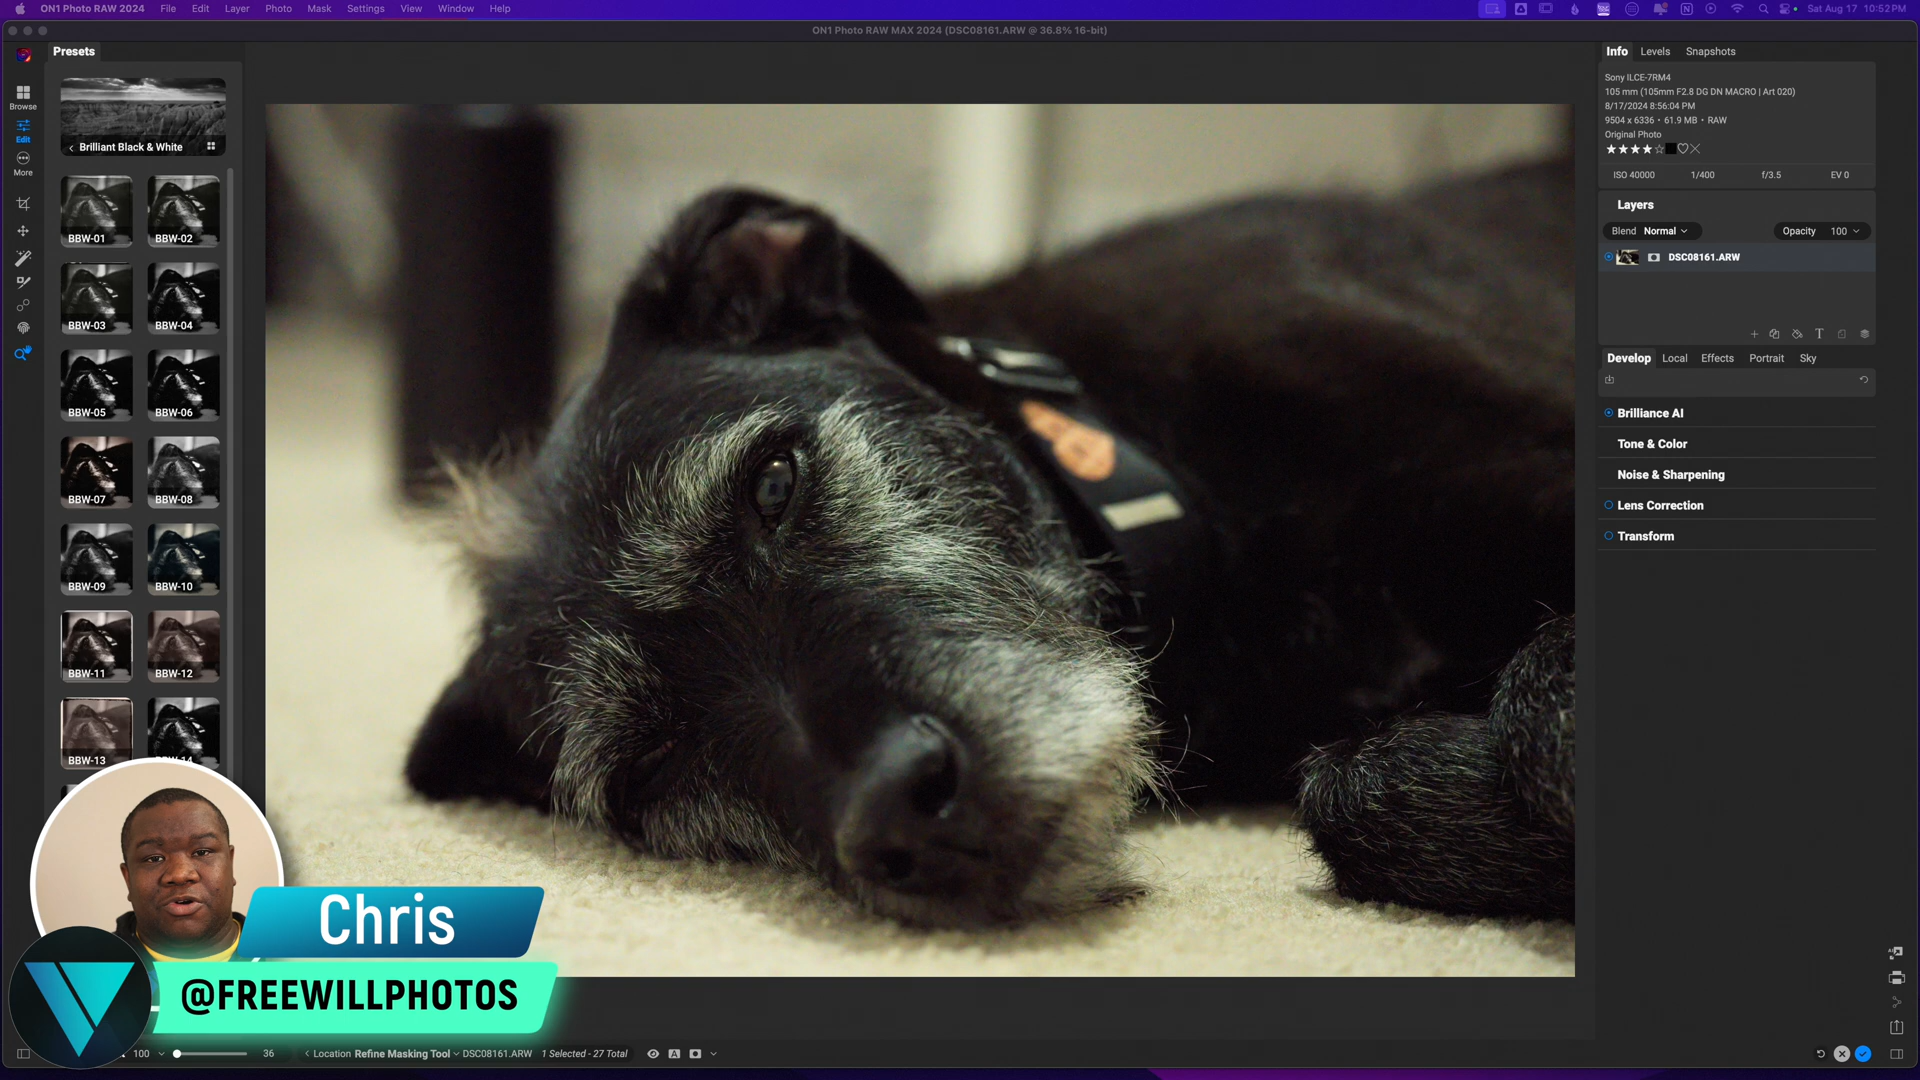 ON1 Photo RAW 2024 File Edit Layer Photo Mask Settings View Window Help Sat Aug 17 10:52 PM
ON1 Photo RAW MAX 2024 (DSC08161.ARW @ 36.8% 16-bit)
Presets
Brilliant Black & White
Browse
Edit
More
BBW-01 BBW-02
BBW-03 BBW-04
BBW-05 BBW-06
BBW-07 BBW-08
BBW-09 BBW-10
BBW-11 BBW-12
BBW-13
Info Levels Snapshots
Sony ILCE-7RM4
105 mm (105mm F2.8 DG DN MACRO | Art 020)
8/17/2024 8:56:04 PM
9504 x 6336 • 61.9 MB • RAW
Original Photo
ISO 40000 1/400 f/3.5 EV 0
Layers
Blend Normal Opacity 100
DSC08161.ARW
Develop Local Effects Portrait Sky
Brilliance AI
Tone & Color
Noise & Sharpening
Lens Correction
Transform
Chris
@FREEWILLPHOTOS
100 36 Location Refine Masking Tool DSC08161.ARW 1 Selected - 27 Total